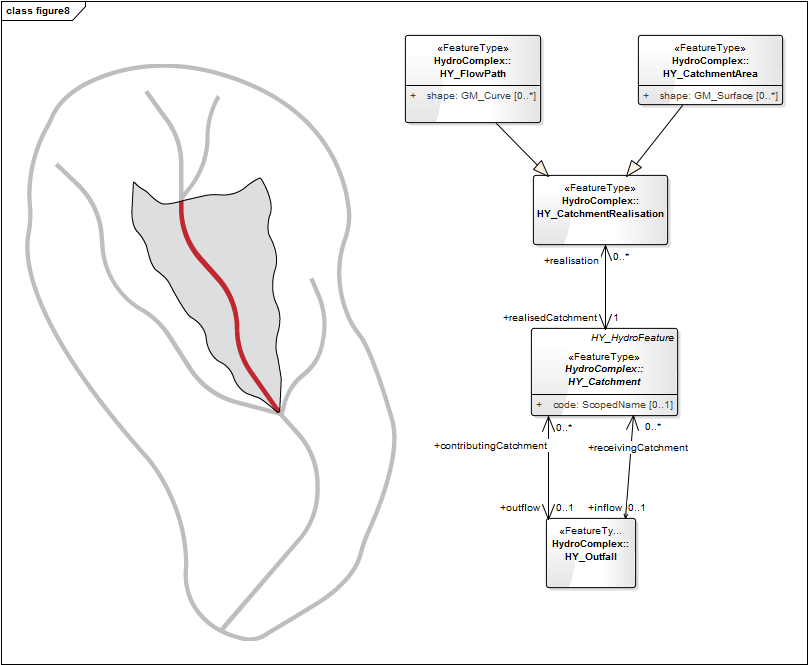 class figure8
«FeatureType»
HydroComplex::
HY_FlowPath
+ shape: GM_Curve [0..*]
«FeatureType»
HydroComplex::
HY_CatchmentArea
+ shape: GM_Surface [0..*]
«FeatureType»
HydroComplex::
HY_CatchmentRealisation
+realisation 0..*
+realisedCatchment 1
HY_HydroFeature
«FeatureType»
HydroComplex::
HY_Catchment
+ code: ScopedName [0..1]
0..* 0..*
+contributingCatchment +receivingCatchment
+outflow 0..1 +inflow 0..1
«FeatureTy...
HydroComplex::
HY_Outfall